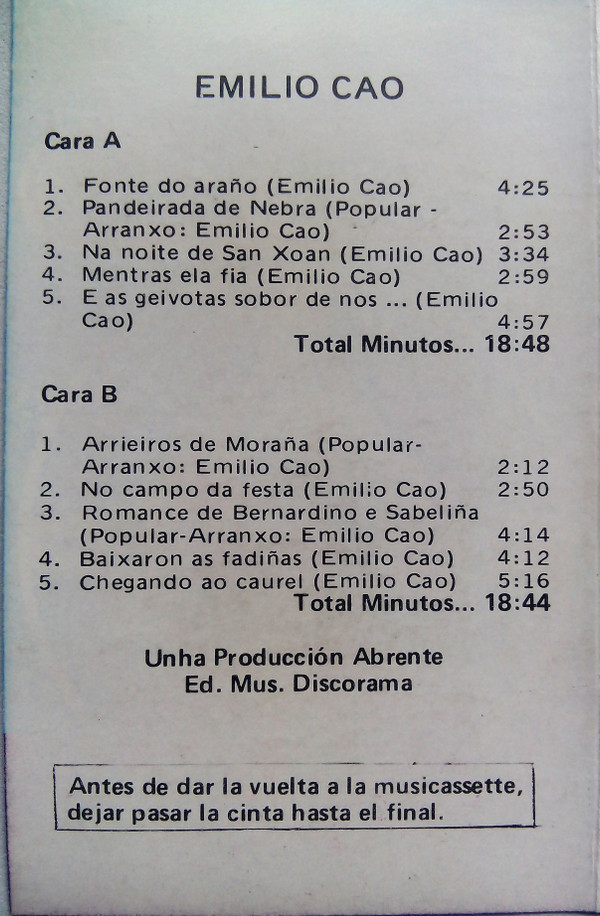 EMILIO CAO
Cara A
1. Fonte do araño (Emilio Cao) 4:25
2. Pandeirada de Nebra (Popular -
Arranxo: Emilio Cao) 2:53
3. Na noite de San Xoan (Emilio Cao) 3:34
4. Mentras ela fia (Emilio Cao) 2:59
5. E as geivotas sobor de nos ... (Emilio
Cao) 4:57
Total Minutos... 18:48
Cara B
1. Arrieiros de Moraña (Popular-
Arranxo: Emilio Cao) 2:12
2. No campo da festa (Emilio Cao) 2:50
3. Romance de Bernardino e Sabeliña
(Popular-Arranxo: Emilio Cao) 4:14
4. Baixaron as fadiñas (Emilio Cao) 4:12
5. Chegando ao caurel (Emilio Cao) 5:16
Total Minutos... 18:44
Unha Producción Abrente
Ed. Mus. Discorama
Antes de dar la vuelta a la musicassette,
dejar pasar la cinta hasta el final.